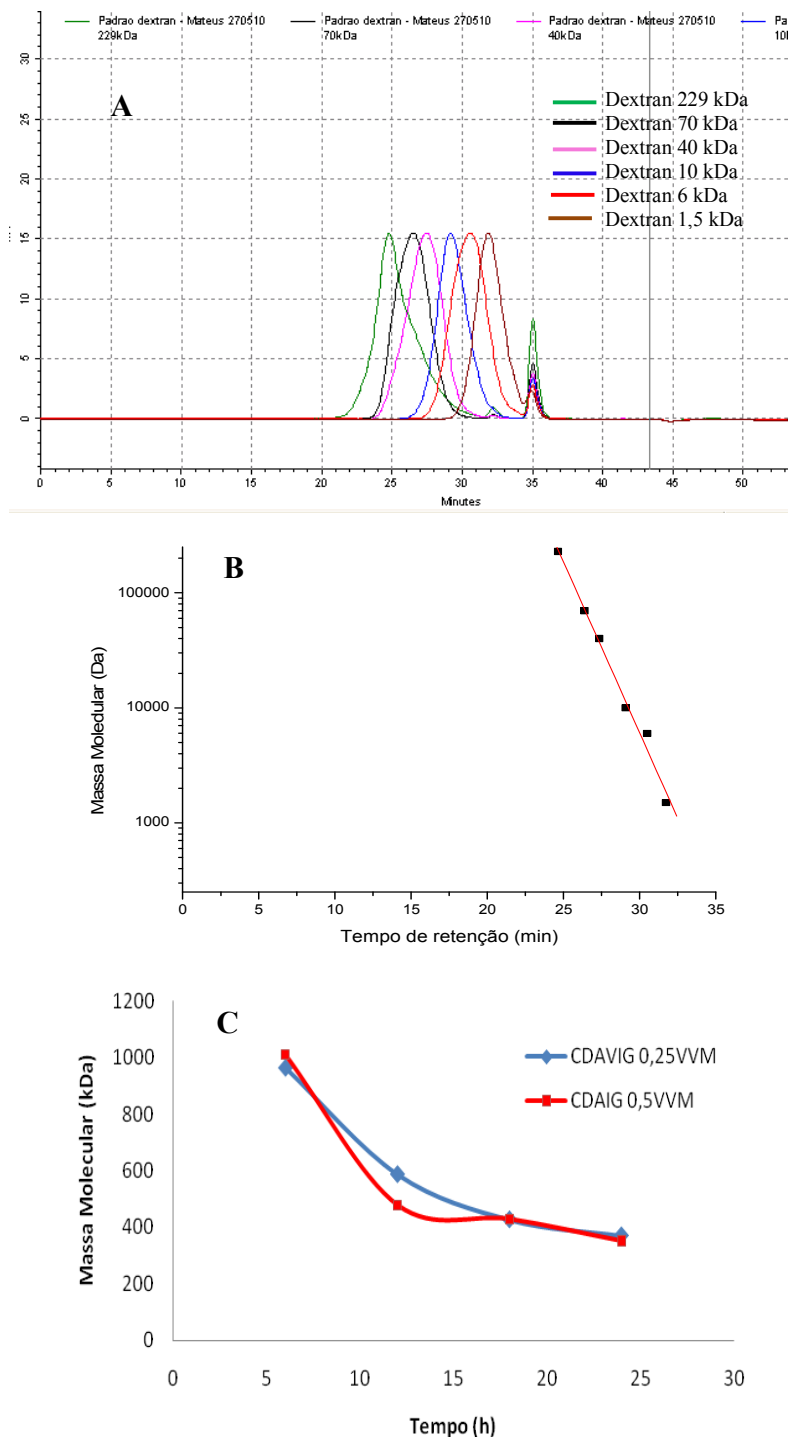 Padrao dextran - Mateus 270510
229kDa
Padrao dextran - Mateus 270510
70kDa
Padrao dextran - Mateus 270510
40kDa
Pa
10k
A
Dextran 229 kDa
Dextran 70 kDa
Dextran 40 kDa
Dextran 10 kDa
Dextran 6 kDa
Dextran 1,5 kDa
30
25
20
15
10
5
0
0 5 10 15 20 25 30 35 40 45 50
Minutes
B
100000
10000
1000
Massa Moledular (Da)
0 5 10 15 20 25 30 35
Tempo de retenção (min)
C
1200
1000
800
600
400
200
0
Massa Molecular (kDa)
CDAVIG 0,25VVM
CDAIG 0,5VVM
0 5 10 15 20 25 30
Tempo (h)